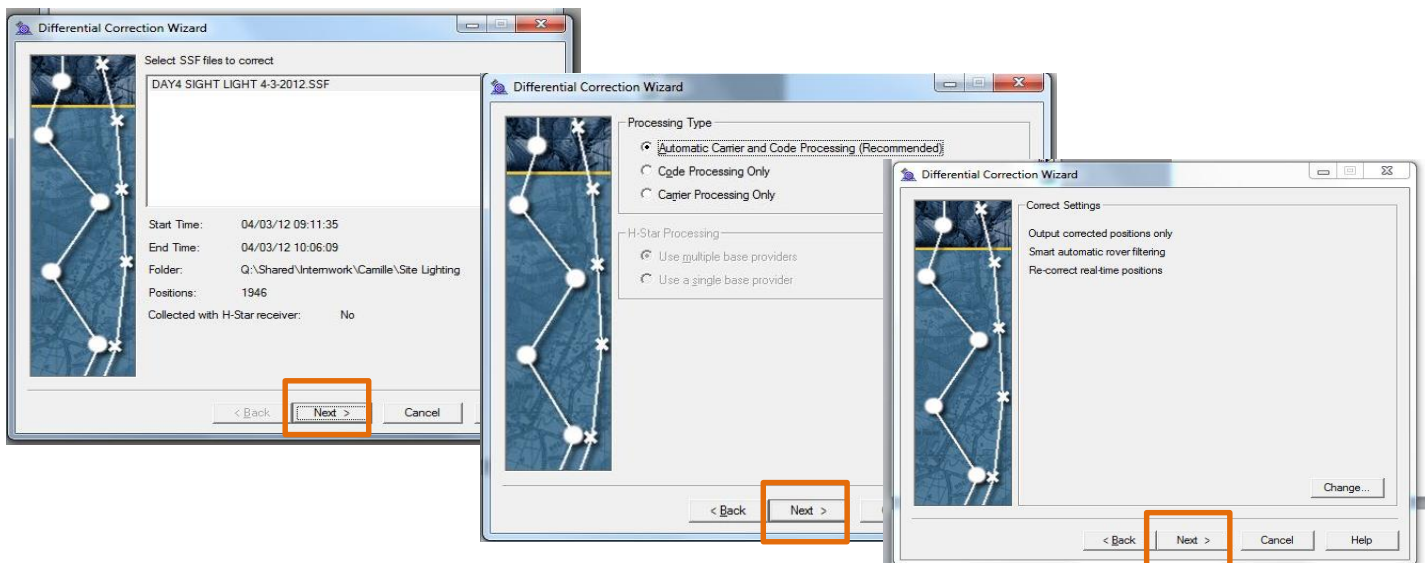 Differential Correction Wizard
Select SSF files to correct
DAY4 SIGHT LIGHT 4-3-2012.SSF
Start Time: 04/03/12 09:11:35
End Time: 04/03/12 10:06:09
Folder: Q:\Shared\Internwork\Camille\Site Lighting
Positions: 1946
Collected with H-Star receiver: No
< Back Next > Cancel
Differential Correction Wizard
Processing Type
Automatic Carrier and Code Processing (Recommended)
Code Processing Only
Carrier Processing Only
H-Star Processing
Use multiple base providers
Use a single base provider
< Back Next >
Differential Correction Wizard
Correct Settings
Output corrected positions only
Smart automatic rover filtering
Re-correct real-time positions
Change...
< Back Next > Cancel Help